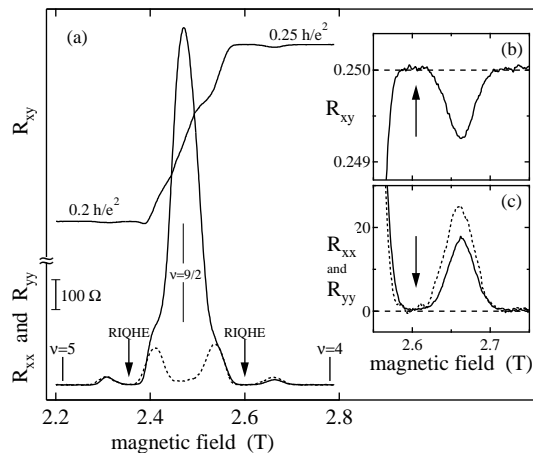 (a)
0.25 h/e²
R_xy
0.2 h/e²
R_xx and R_yy
100 Ω
ν=9/2
RIQHE
RIQHE
ν=5
ν=4
2.2
2.4
2.6
2.8
magnetic field (T)
(b)
0.250
R_xy
0.249
(c)
20
R_xx
and
R_yy
0
2.6
2.7
magnetic field (T)